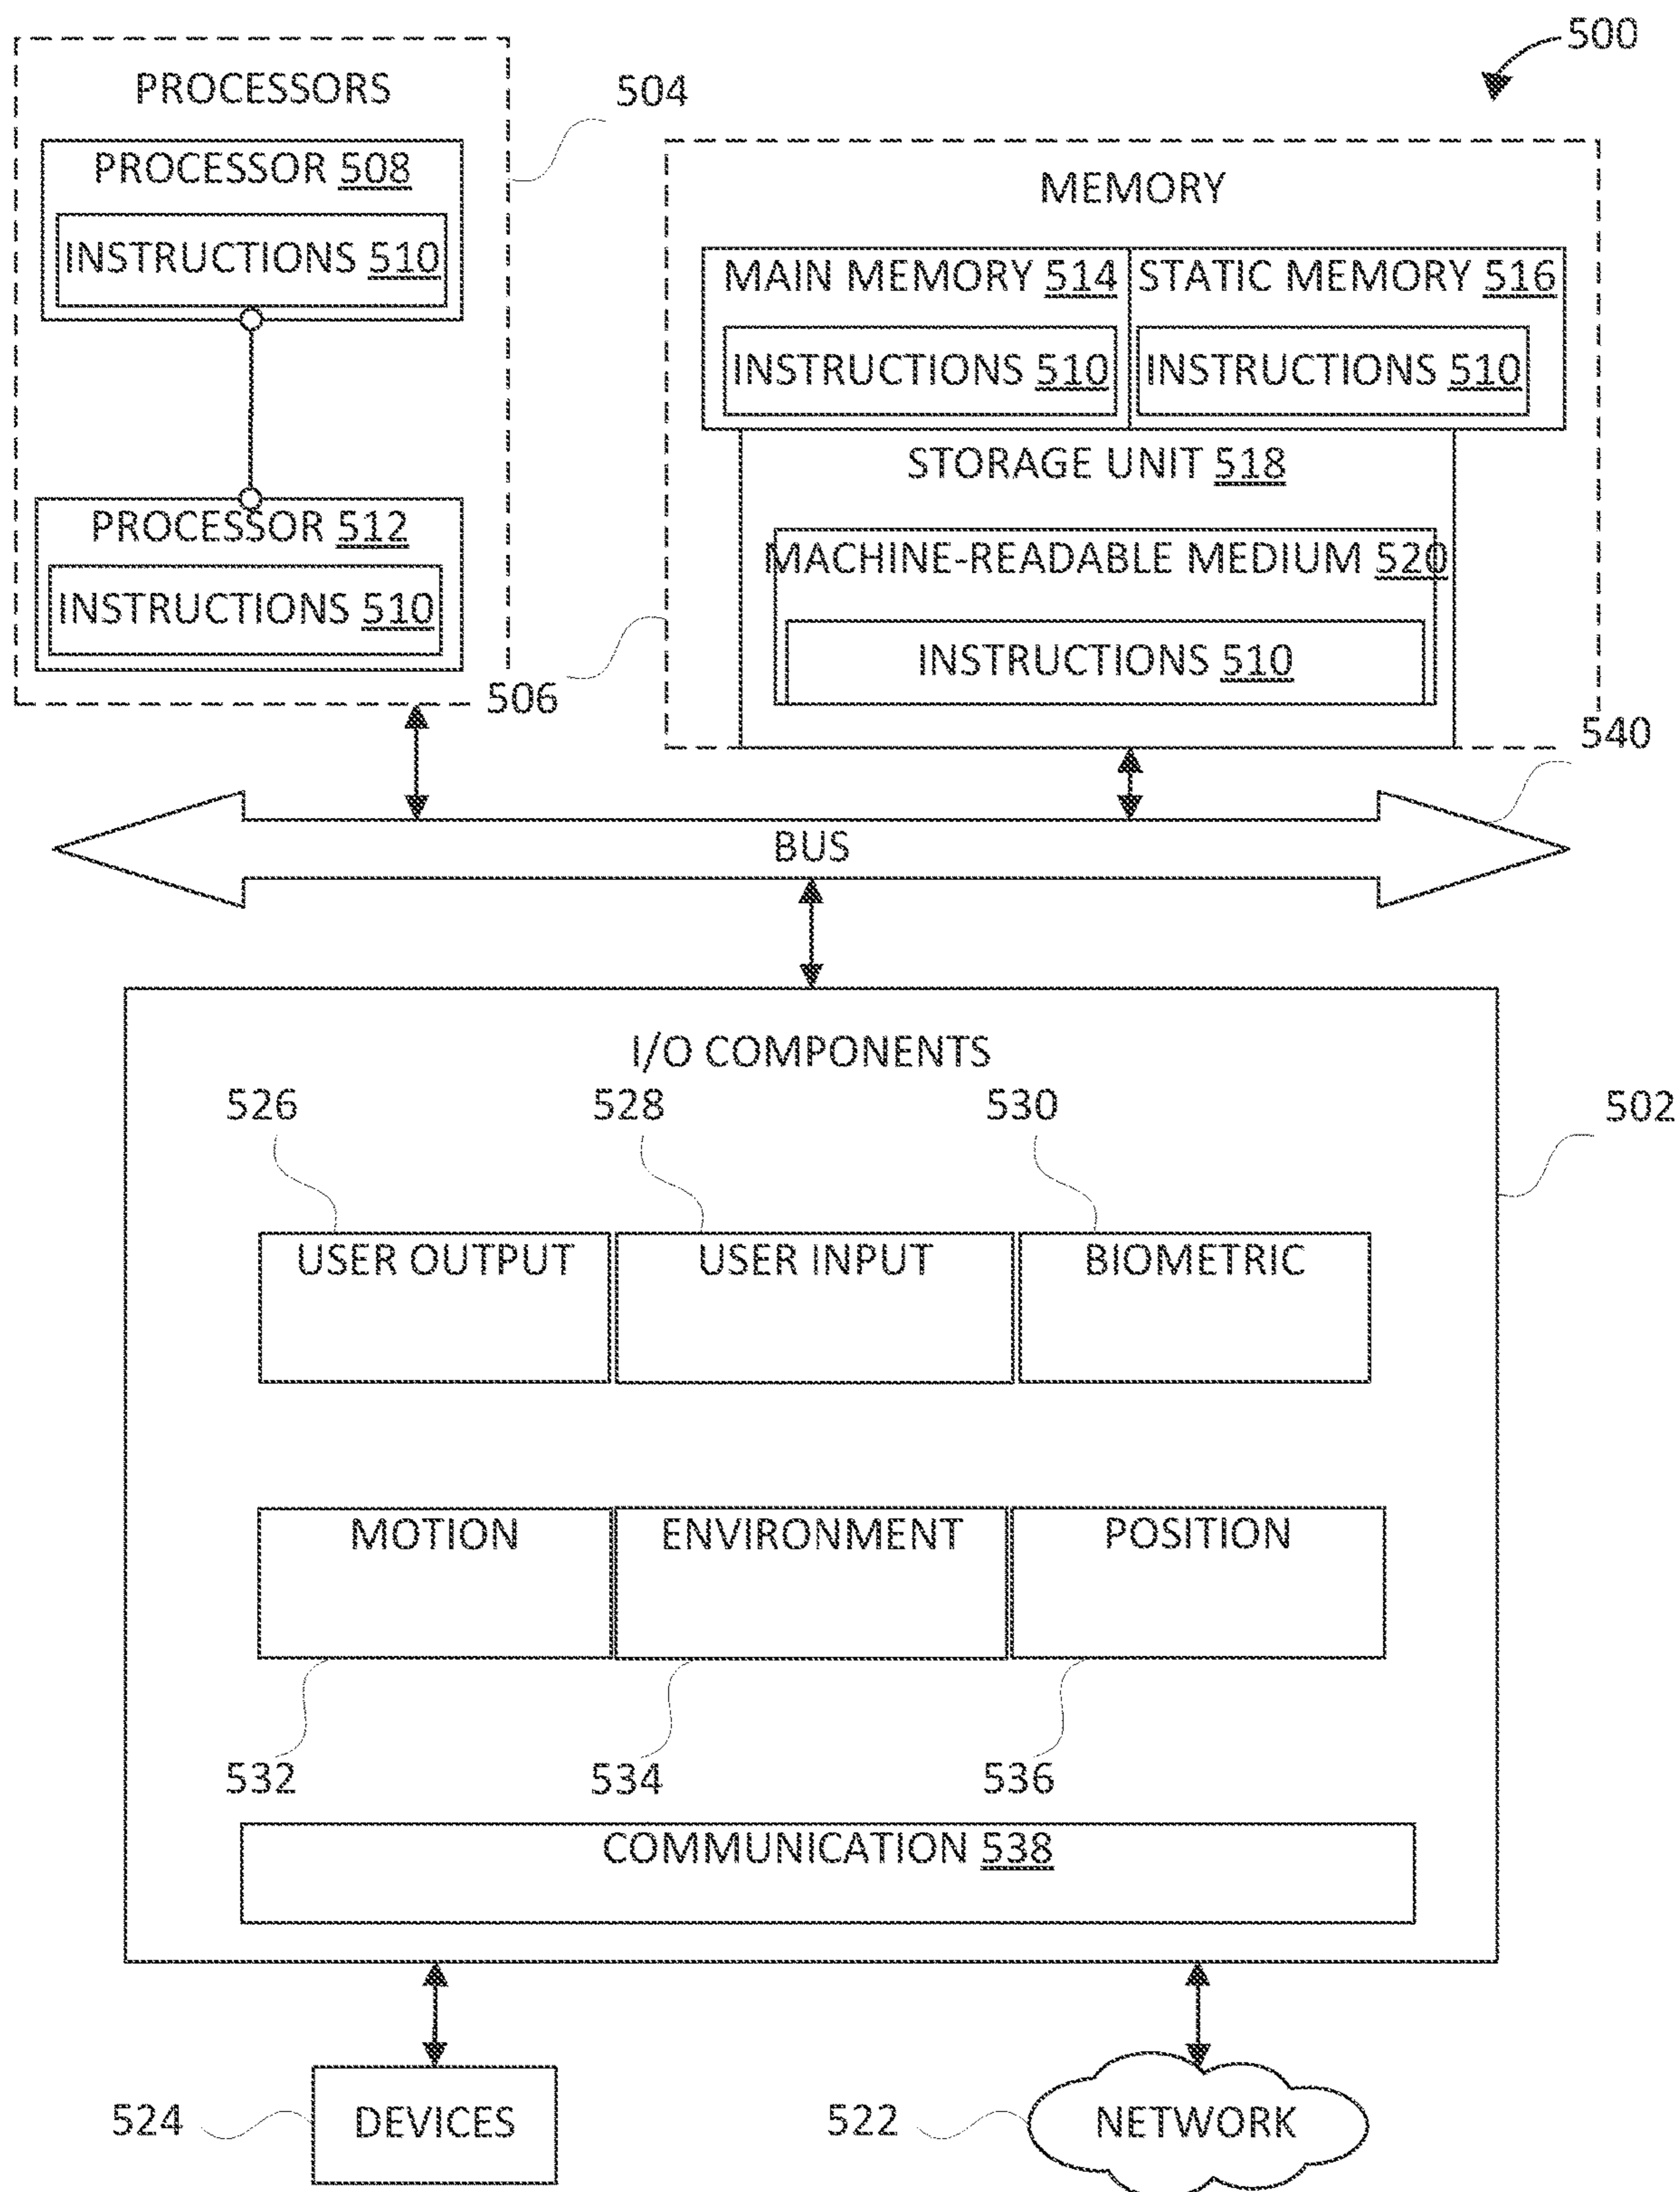 500
PROCESSORS
504
PROCESSOR 508
INSTRUCTIONS 510
PROCESSOR 512
INSTRUCTIONS 510
MEMORY
MAIN MEMORY 514
STATIC MEMORY 516
INSTRUCTIONS 510
INSTRUCTIONS 510
STORAGE UNIT 518
MACHINE-READABLE MEDIUM 520
INSTRUCTIONS 510
506
540
BUS
I/O COMPONENTS
502
526
528
530
USER OUTPUT
USER INPUT
BIOMETRIC
MOTION
ENVIRONMENT
POSITION
532
534
536
COMMUNICATION 538
524
DEVICES
522
NETWORK